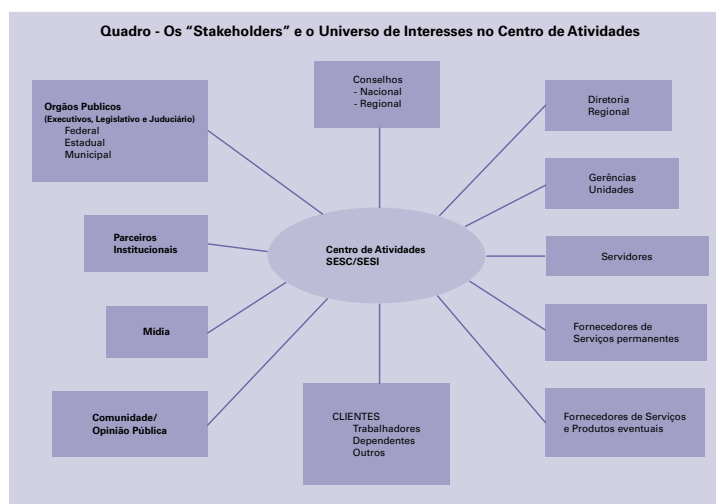 Quadro - Os “Stakeholders” e o Universo de Interesses no Centro de Atividades
Orgãos Publicos
(Executivos, Legislativo e Juduciário)
Federal
Estadual
Municipal
Conselhos
- Nacional
- Regional
Diretoria
Regional
Gerências
Unidades
Parceiros
Institucionais
Centro de Atividades
SESC/SESI
Servidores
Mídia
Fornecedores de
Serviços permanentes
Comunidade/
Opinião Pública
CLIENTES
Trabalhadores
Dependentes
Outros
Fornecedores de Serviços
e Produtos eventuais